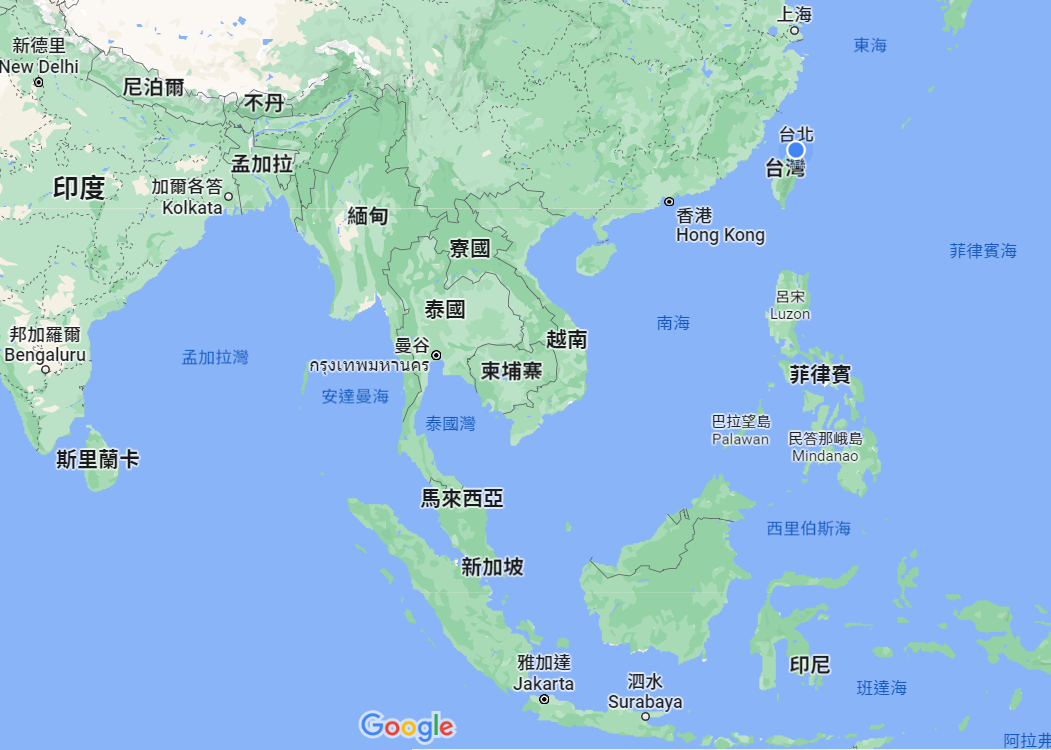 上海
新德里
New Delhi
東海
尼泊爾
不丹
台北
台灣
孟加拉
印度
加爾各答
Kolkata
緬甸
香港
Hong Kong
寮國
菲律賓海
呂宋
Luzon
泰國
南海
邦加羅爾
Bengaluru
越南
曼谷
กรุงเทพมหานคร
孟加拉灣
柬埔寨
菲律賓
安達曼海
泰國灣
巴拉望島
Palawan
民答那峨島
Mindanao
斯里蘭卡
馬來西亞
西里伯斯海
新加坡
雅加達
Jakarta
印尼
泗水
Surabaya
班達海
Google
阿拉弗